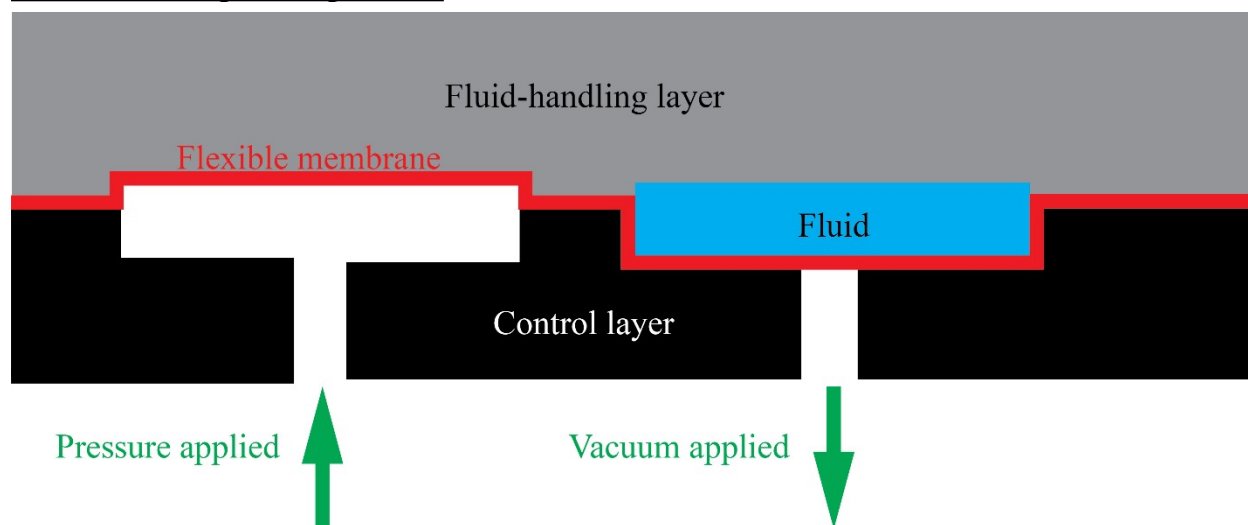 Fluid-handling layer
Flexible membrane
Fluid
Control layer
Pressure applied
Vacuum applied